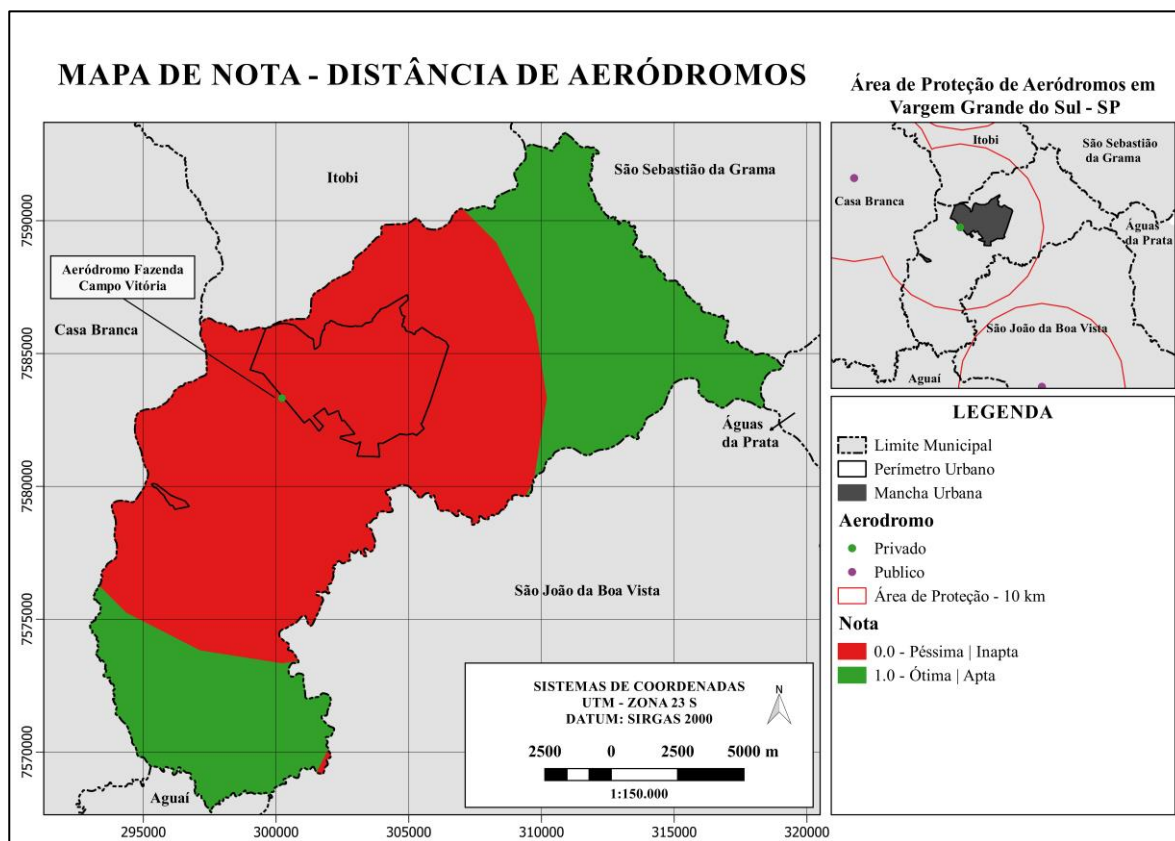 MAPA DE NOTA - DISTÂNCIA DE AERÓDROMOS
Itobi
São Sebastião da Grama
Aeródromo Fazenda
Campo Vitória
Casa Branca
Águas
da Prata
São João da Boa Vista
Aguaí
7590000
7585000
7580000
7575000
7570000
295000
300000
305000
310000
315000
320000
SISTEMAS DE COORDENADAS
UTM - ZONA 23 S
DATUM: SIRGAS 2000
N
2500 0 2500 5000 m
1:150.000
Área de Proteção de Aeródromos em
Vargem Grande do Sul - SP
Itobi
São Sebastião
da Grama
Casa Branca
Águas
da Prata
São João da Boa Vista
Aguaí
LEGENDA
Limite Municipal
Perímetro Urbano
Mancha Urbana
Aerodromo
Privado
Publico
Área de Proteção - 10 km
Nota
0.0 - Péssima | Inapta
1.0 - Ótima | Apta